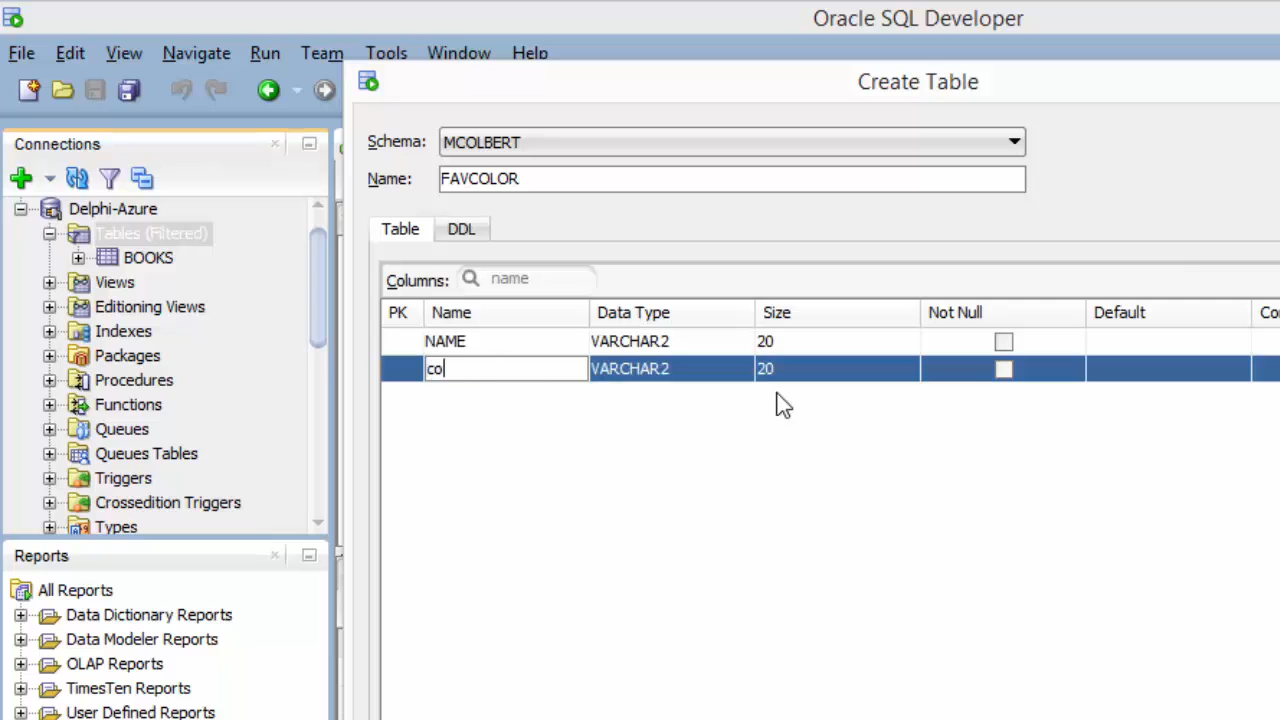 Oracle SQL Developer
File Edit View Navigate Run Team Tools Window Help
Create Table
Connections
Delphi-Azure
Tables (Filtered)
BOOKS
Views
Editioning Views
Indexes
Packages
Procedures
Functions
Queues
Queues Tables
Triggers
Crossedition Triggers
Types
Reports
All Reports
Data Dictionary Reports
Data Modeler Reports
OLAP Reports
TimesTen Reports
User Defined Reports
Schema: MCOLBERT
Name: FAVCOLOR
Table DDL
Columns: name
PK Name Data Type Size Not Null Default Co
NAME VARCHAR2 20
co VARCHAR2 20